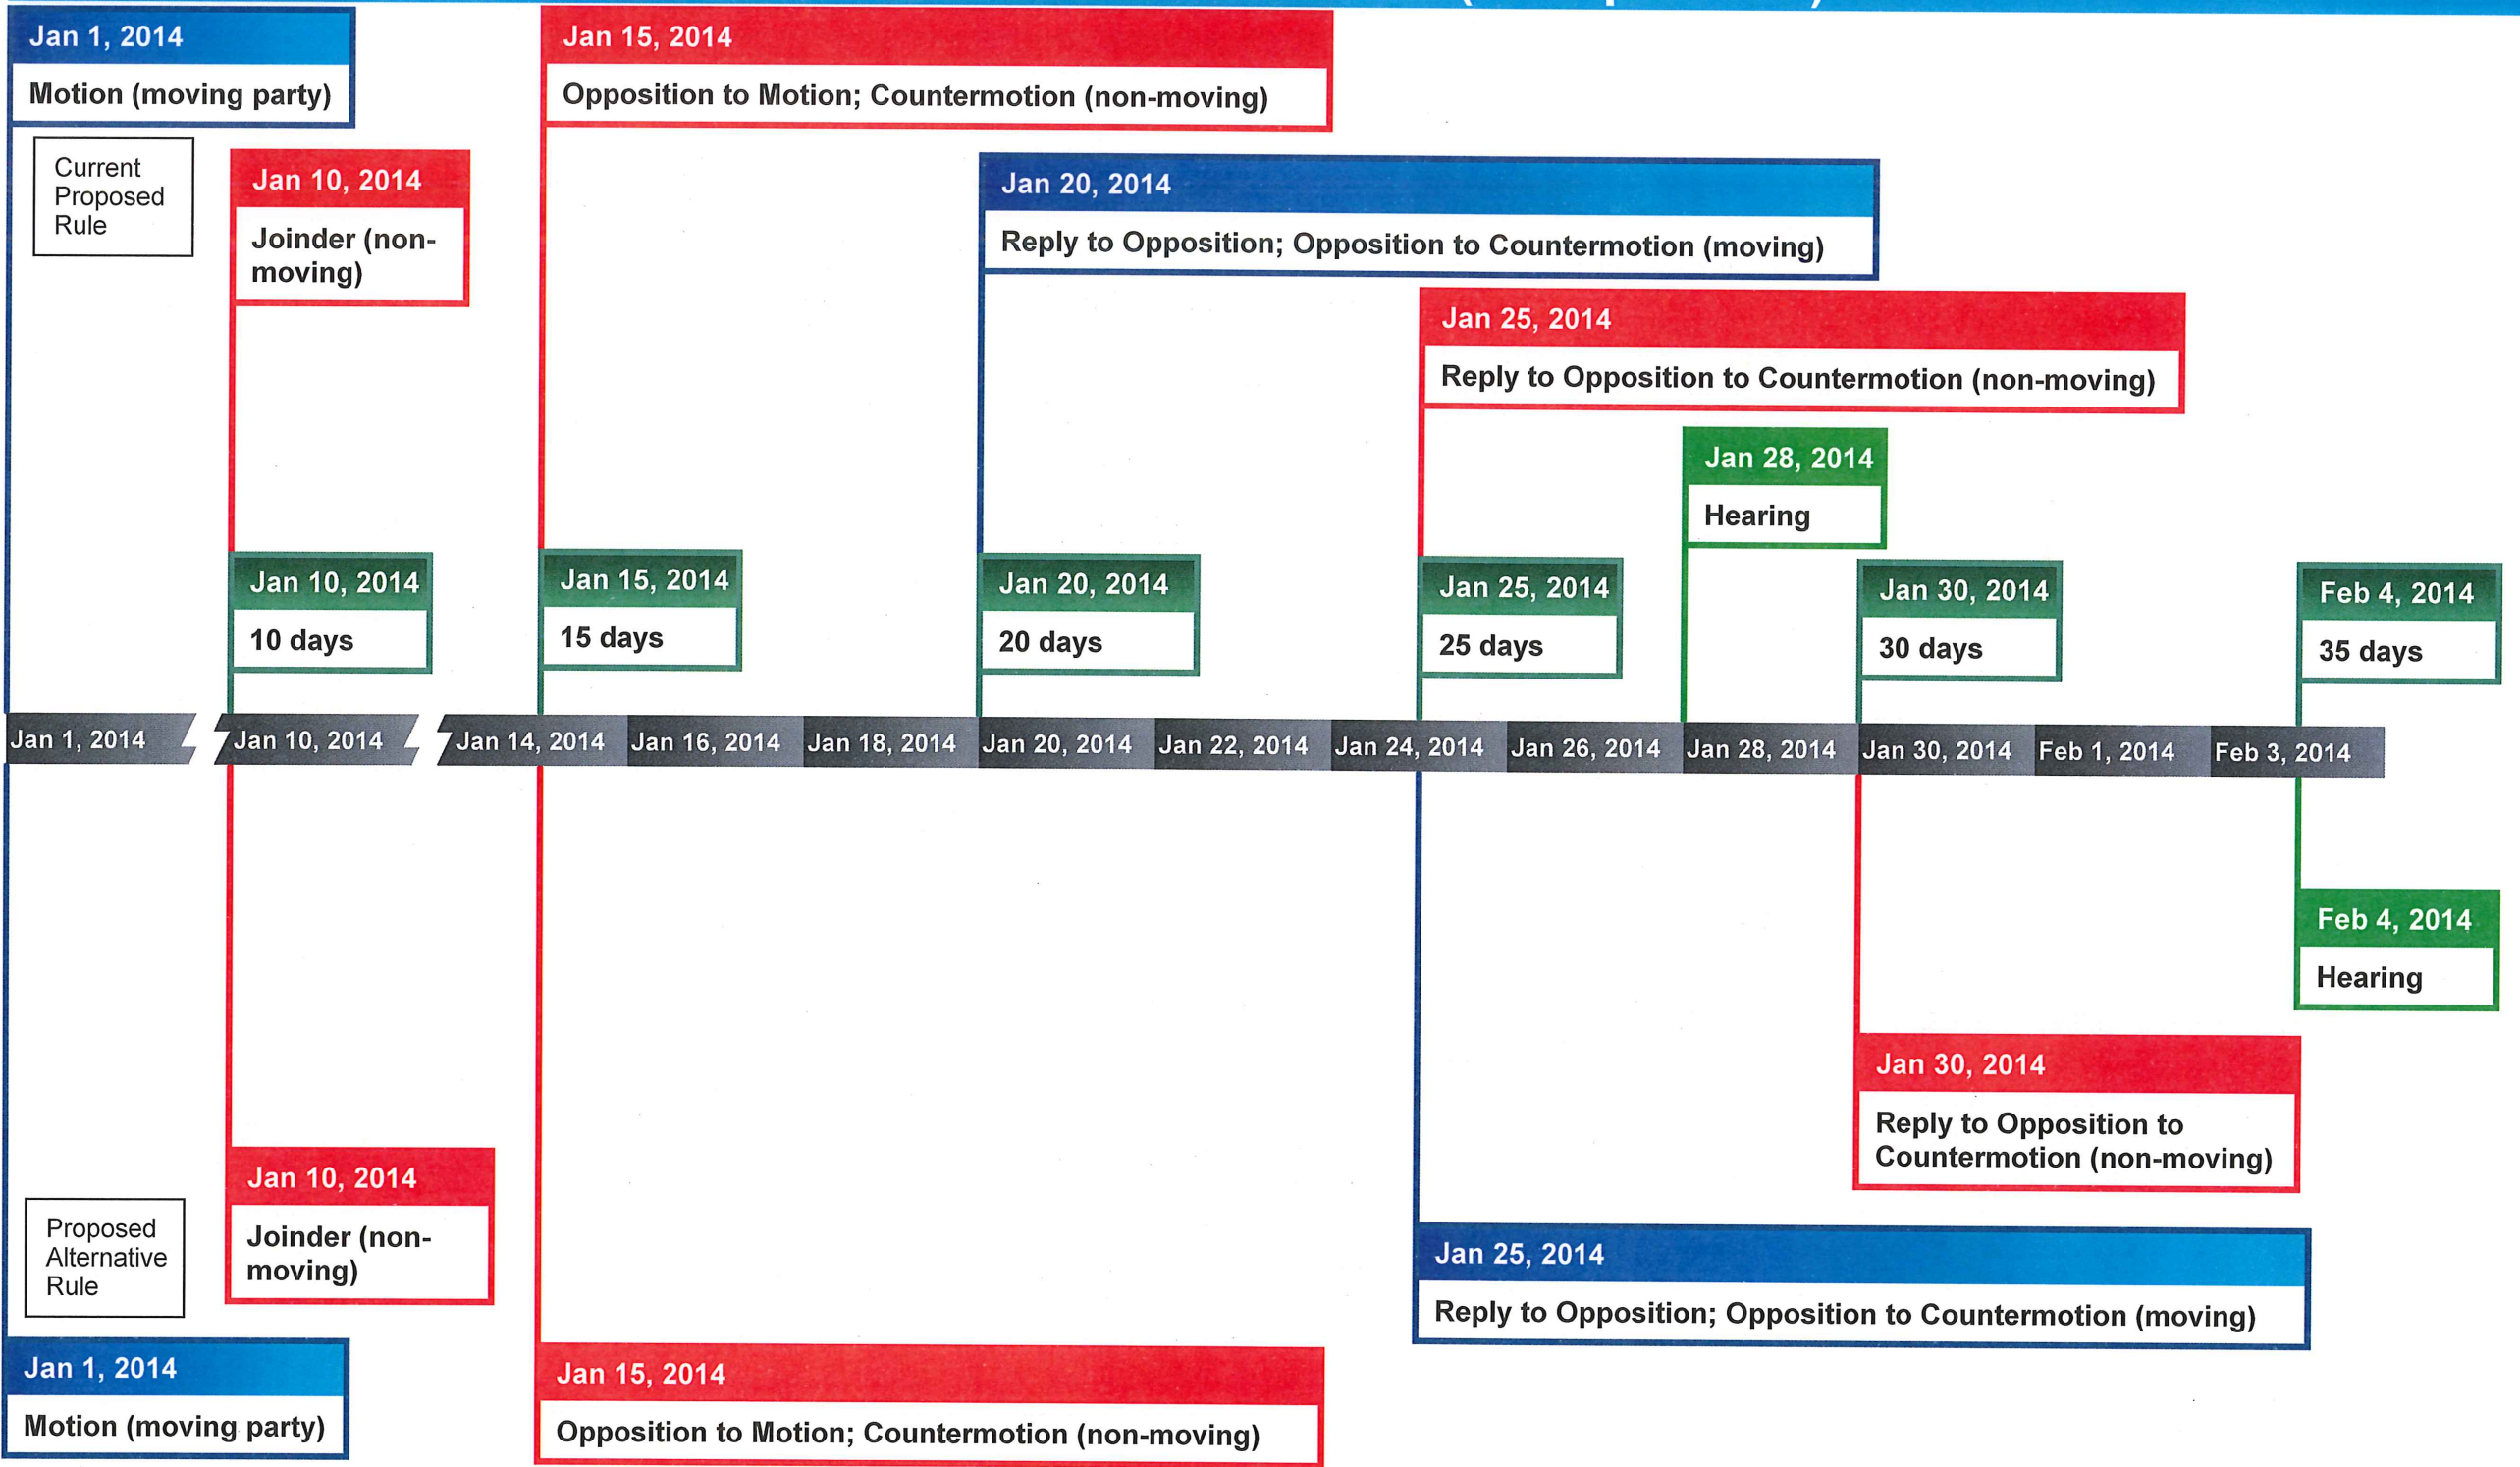 Jan 1, 2014
Motion (moving party)
Jan 15, 2014
Opposition to Motion; Countermotion (non-moving)
Current
Proposed
Rule
Jan 10, 2014
Joinder (non-
moving)
Jan 20, 2014
Reply to Opposition; Opposition to Countermotion (moving)
Jan 25, 2014
Reply to Opposition to Countermotion (non-moving)
Jan 28, 2014
Hearing
Jan 10, 2014
10 days
Jan 15, 2014
15 days
Jan 20, 2014
20 days
Jan 25, 2014
25 days
Jan 30, 2014
30 days
Feb 4, 2014
35 days
Jan 1, 2014
Jan 10, 2014
Jan 14, 2014
Jan 16, 2014
Jan 18, 2014
Jan 20, 2014
Jan 22, 2014
Jan 24, 2014
Jan 26, 2014
Jan 28, 2014
Jan 30, 2014
Feb 1, 2014
Feb 3, 2014
Feb 4, 2014
Hearing
Jan 30, 2014
Reply to Opposition to
Countermotion (non-moving)
Jan 10, 2014
Joinder (non-
moving)
Proposed
Alternative
Rule
Jan 25, 2014
Reply to Opposition; Opposition to Countermotion (moving)
Jan 1, 2014
Motion (moving party)
Jan 15, 2014
Opposition to Motion; Countermotion (non-moving)